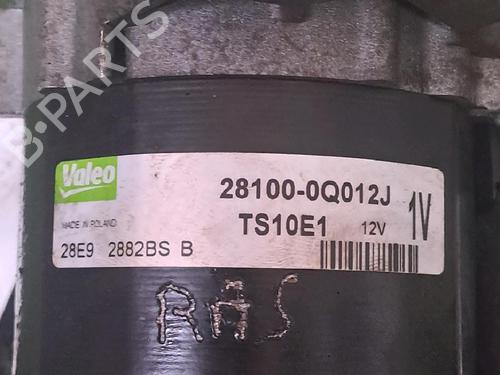 B-PARTS
Valeo
28100-0Q012J
MADE IN POLAND
TS10E1 12V 1V
28E9 2882BS B
RAS